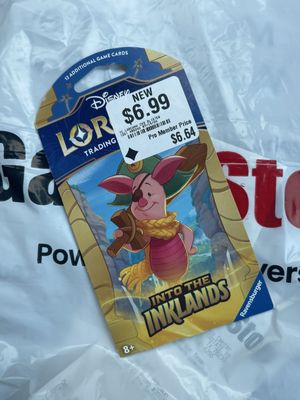 12 ADDITIONAL GAME CARDS
Disney
LOR
TRADING
NEW
$6.99
Pro Member Price
$6.64
Ga Sto
Pow
vers
INTO THE
INKLANDS
Ravensburger
8+